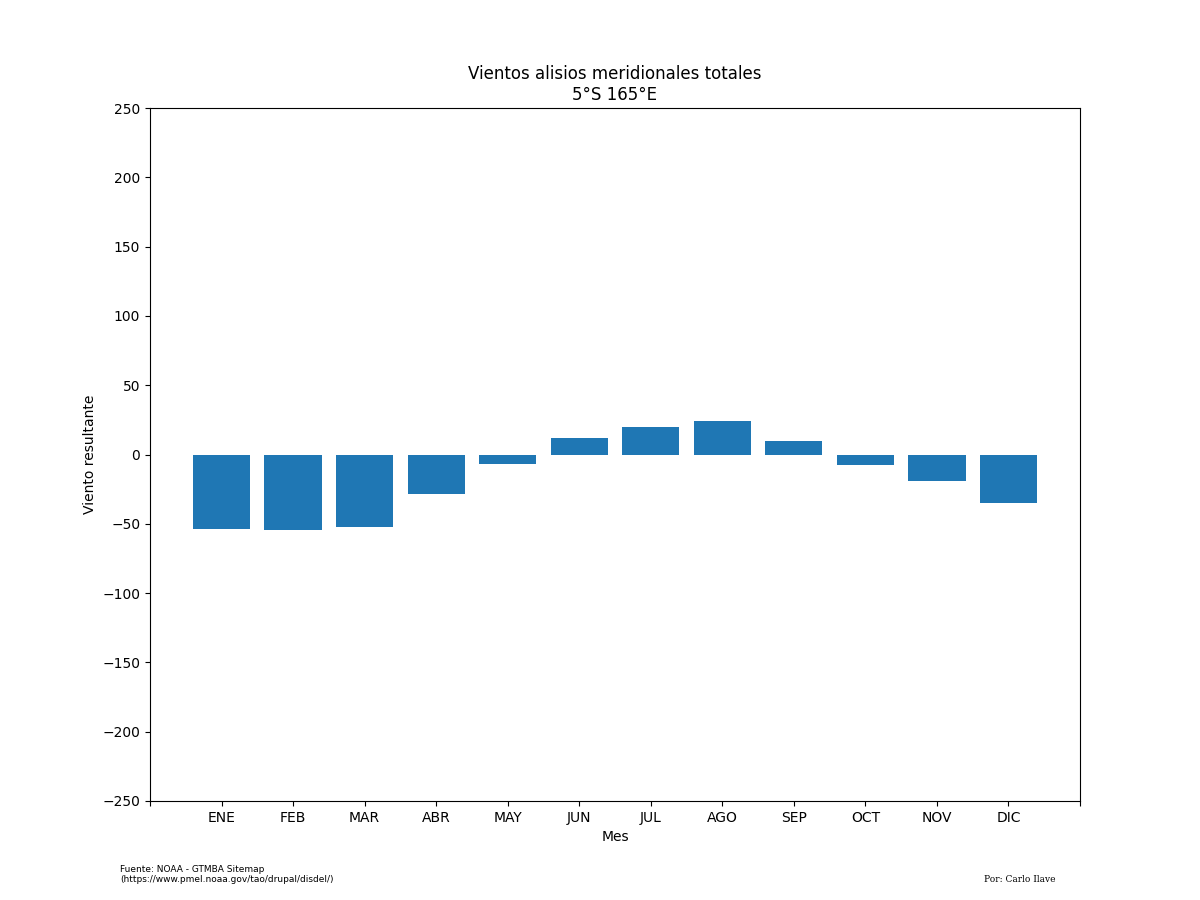 Vientos alisios meridionales totales
5°S 165°E
250
200
150
100
50
0
−50
−100
−150
−200
−250
Viento resultante
ENE FEB MAR ABR MAY JUN JUL AGO SEP OCT NOV DIC
Mes
Fuente: NOAA - GTMBA Sitemap
(https://www.pmel.noaa.gov/tao/drupal/disdel/)
Por: Carlo Ilave